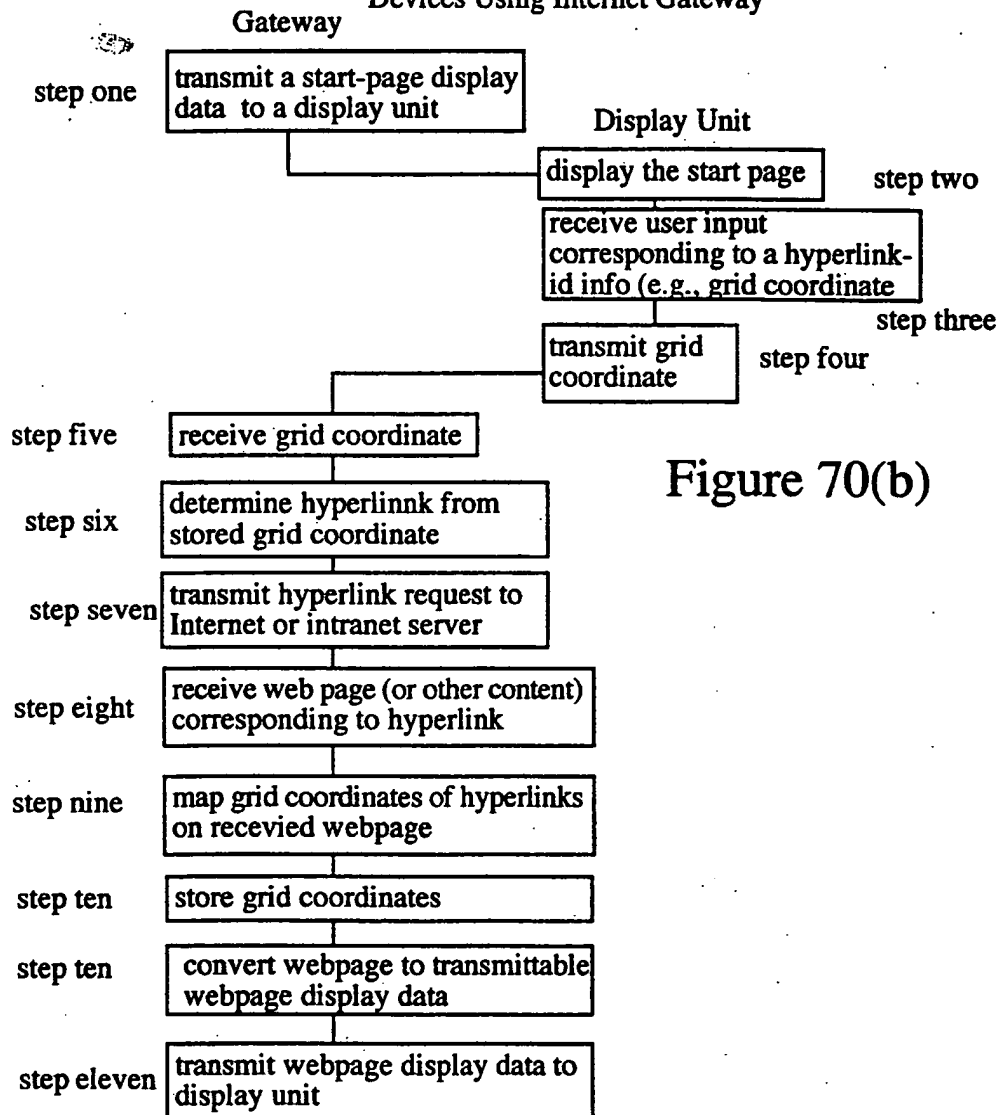 Devices Using Internet Gateway
Gateway
step one
transmit a start-page display
data to a display unit
Display Unit
display the start page
step two
receive user input
corresponding to a hyperlink-
id info (e.g., grid coordinate
step three
transmit grid
coordinate
step four
step five
receive grid coordinate
Figure 70(b)
step six
determine hyperlinnk from
stored grid coordinate
step seven
transmit hyperlink request to
Internet or intranet server
step eight
receive web page (or other content)
corresponding to hyperlink
step nine
map grid coordinates of hyperlinks
on recevied webpage
step ten
store grid coordinates
step ten
convert webpage to transmittable
webpage display data
step eleven
transmit webpage display data to
display unit